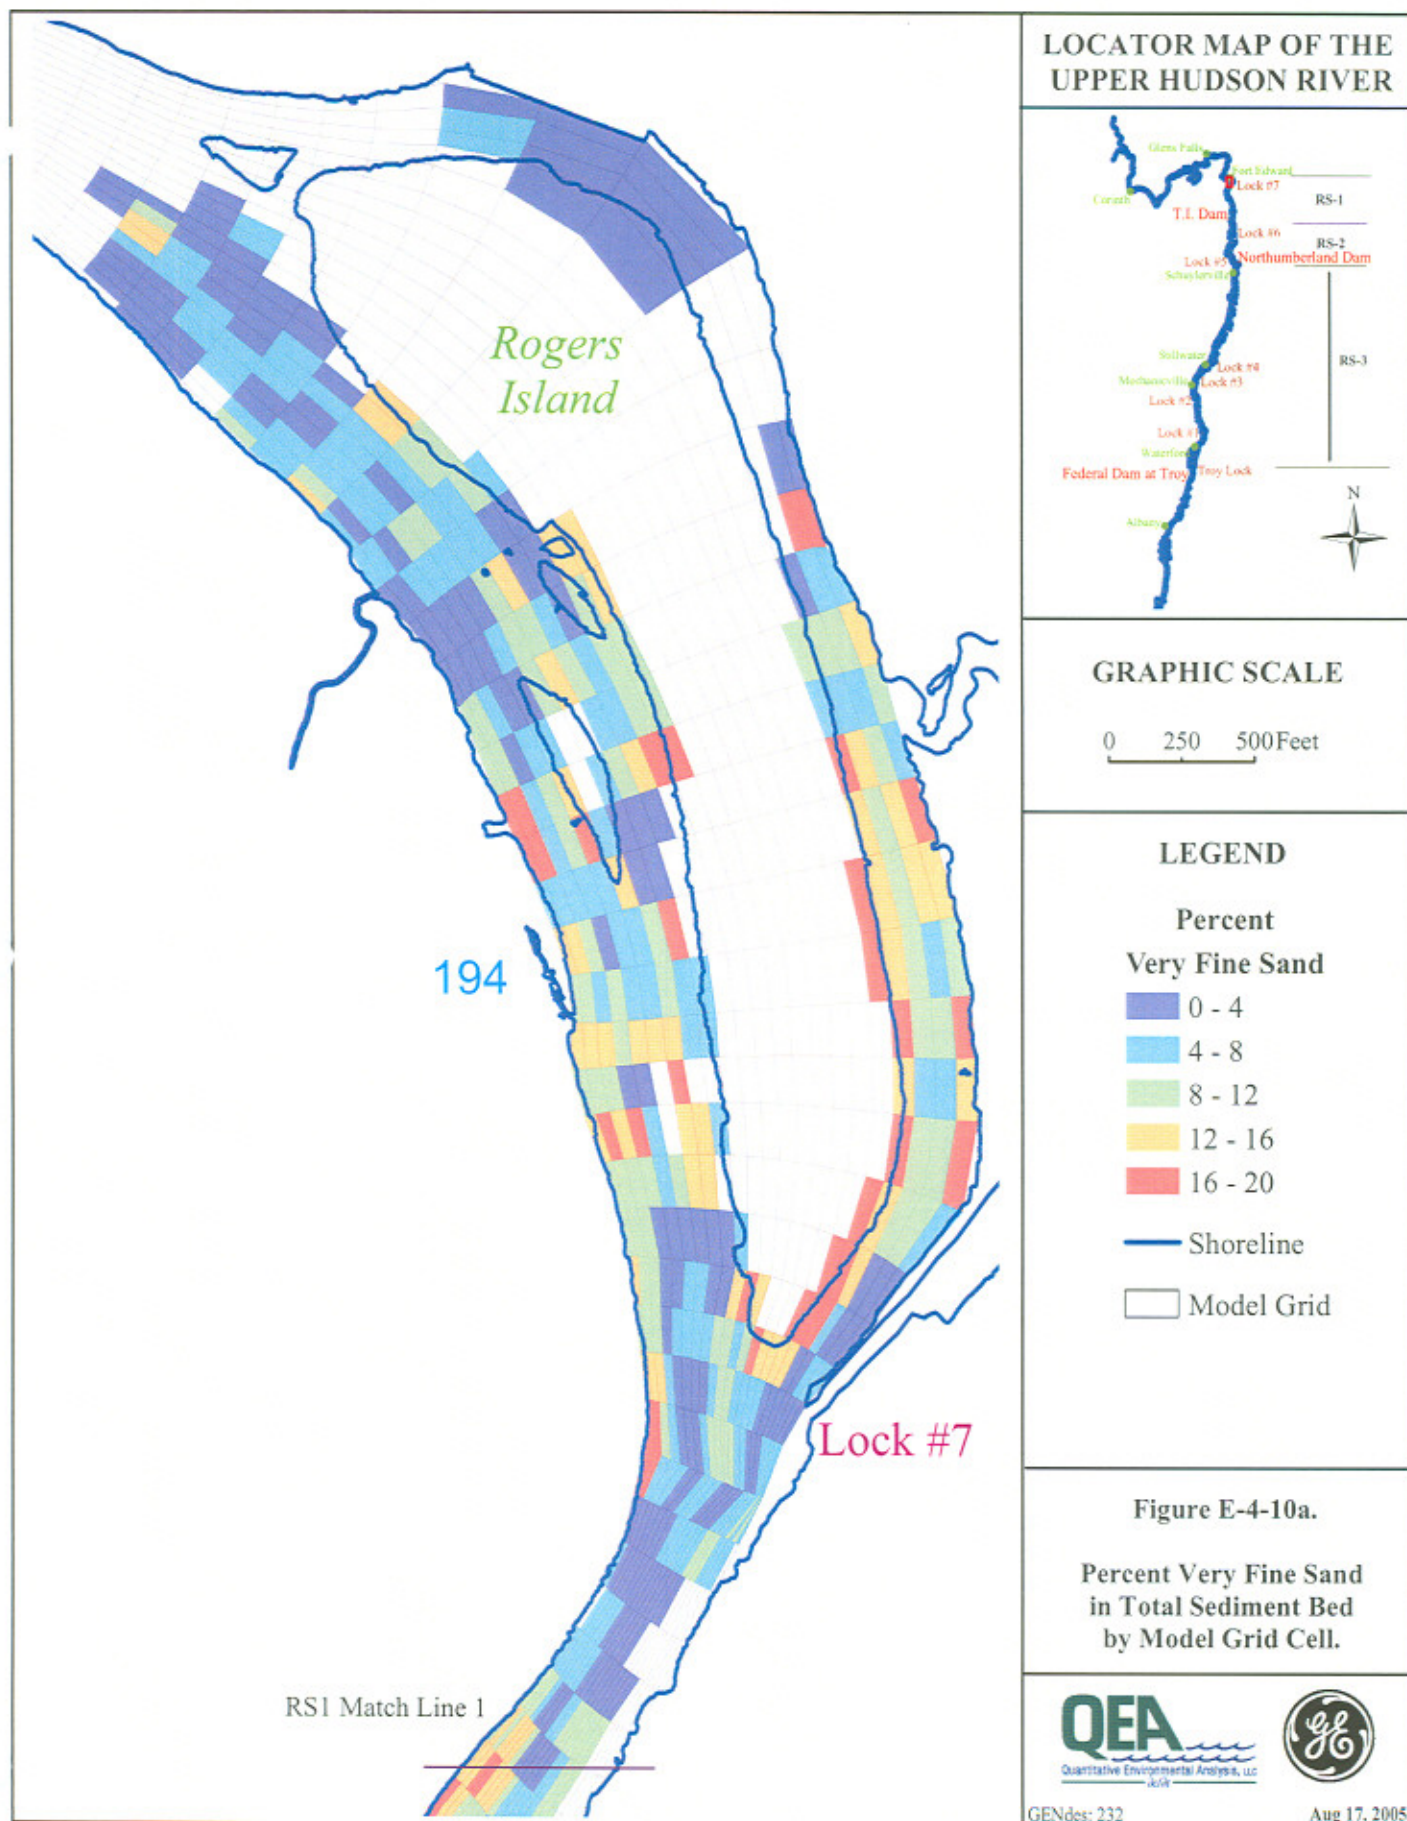 LOCATOR MAP OF THE
UPPER HUDSON RIVER
Glens Falls
Fort Edward
Lock #7
Corinth
RS-1
T.I. Dam
Lock #6
RS-2
Northumberland Dam
Lock #5
Schuylerville
Stillwater
Lock #4
RS-3
Mechanicville
Lock #3
Lock #2
Lock #1
Waterford
Federal Dam at Troy
Troy Lock
N
Albany
GRAPHIC SCALE
0 250 500 Feet
LEGEND
Percent
Very Fine Sand
0 - 4
4 - 8
8 - 12
12 - 16
16 - 20
Shoreline
Model Grid
Rogers
Island
194
Lock #7
RS1 Match Line 1
Figure E-4-10a.
Percent Very Fine Sand
in Total Sediment Bed
by Model Grid Cell.
QEA
Quantitative Environmental Analysis, LLC
GE
GENdes: 232
Aug 17, 2005